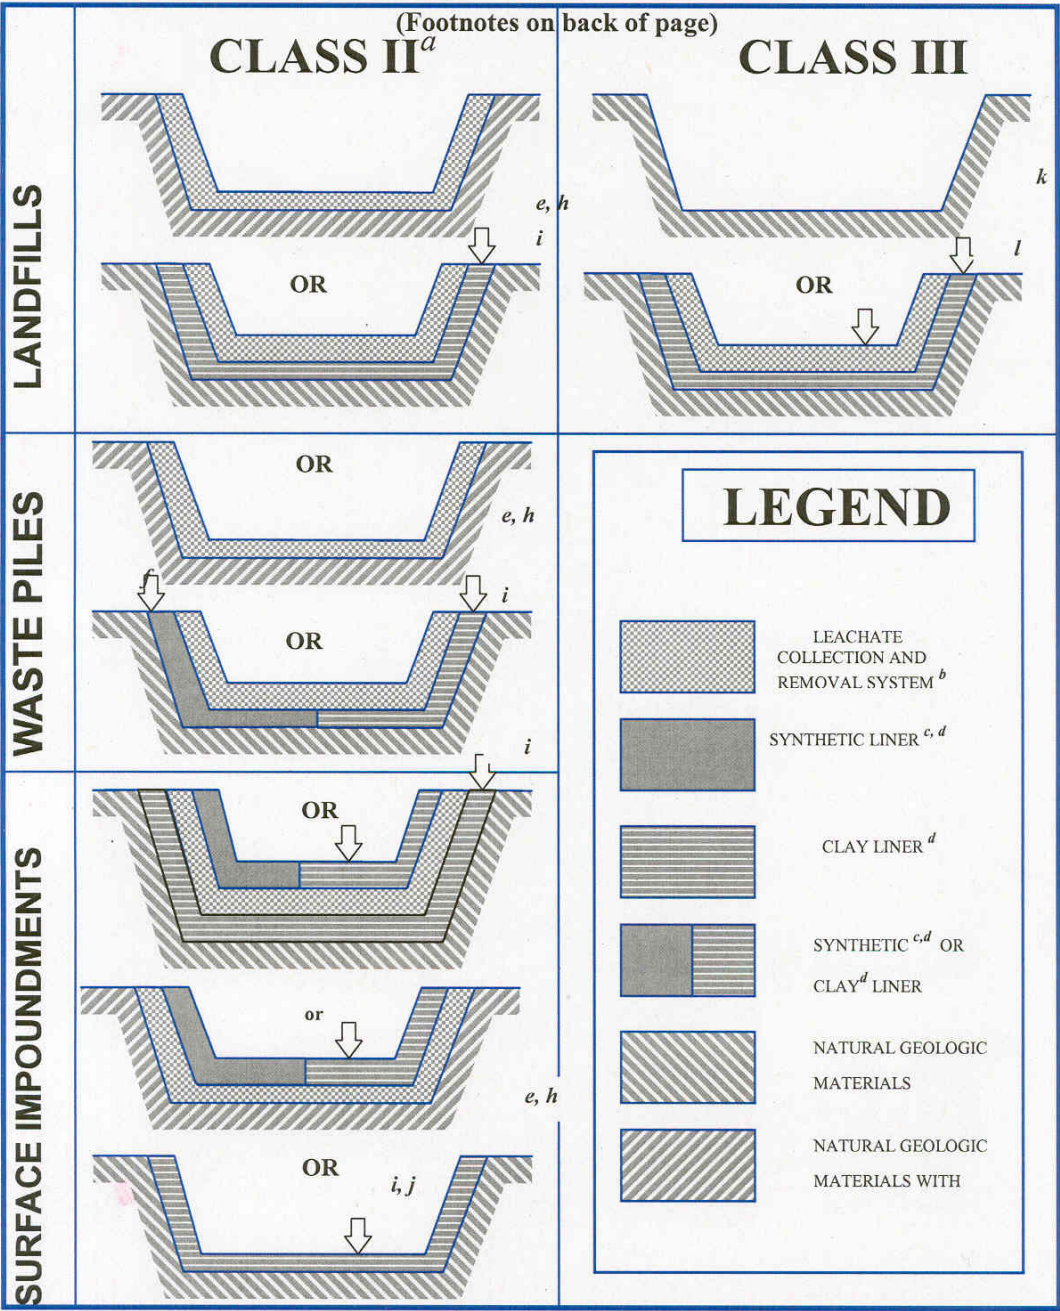 (Footnotes on back of page)
CLASS II a
CLASS III
LANDFILLS
e, h
i
OR
k
l
OR
WASTE PILES
OR
e, h
f
i
OR
SURFACE IMPOUNDMENTS
i
OR
or
e, h
OR
i, j
LEGEND
LEACHATE
COLLECTION AND
REMOVAL SYSTEM b
SYNTHETIC LINER c, d
CLAY LINER d
SYNTHETIC c,d OR
CLAY d LINER
NATURAL GEOLOGIC
MATERIALS
NATURAL GEOLOGIC
MATERIALS WITH